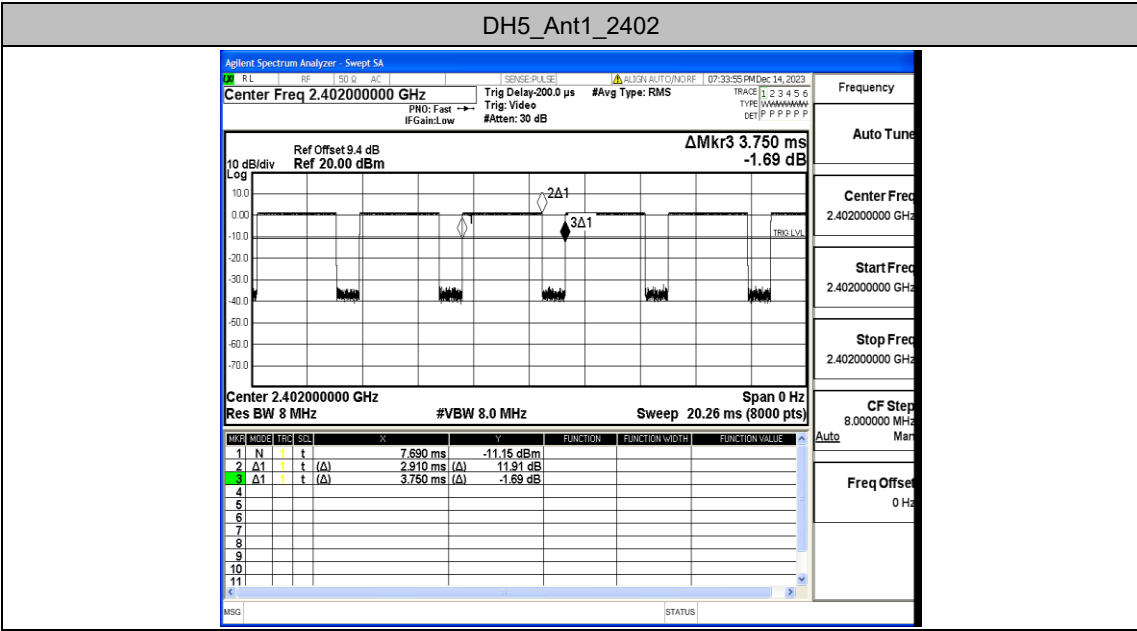 DH5_Ant1_2402
Agilent Spectrum Analyzer - Swept SA
LXI RL RF 50 Ω AC SENSE:PULSE ALIGN AUTO/NO RF 07:33:55 PM Dec 14, 2023
Center Freq 2.402000000 GHz
PNO: Fast
IFGain:Low
Trig Delay-200.0 µs
Trig: Video
#Atten: 30 dB
#Avg Type: RMS
TRACE 1 2 3 4 5 6
TYPE WWWWWW
DET P P P P P P
ΔMkr3 3.750 ms
-1.69 dB
Ref Offset 9.4 dB
10 dB/div Ref 20.00 dBm
Log
10.0
0.00
-10.0
-20.0
-30.0
-40.0
-50.0
-60.0
-70.0
1
2Δ1
3Δ1
TRIG LVL
Center 2.402000000 GHz Span 0 Hz
Res BW 8 MHz #VBW 8.0 MHz Sweep 20.26 ms (8000 pts)
MKR MODE TRC SCL X Y FUNCTION FUNCTION WIDTH FUNCTION VALUE
1 N 1 t 7.690 ms -11.15 dBm
2 Δ1 1 t (Δ) 2.910 ms (Δ) 11.91 dB
3 Δ1 1 t (Δ) 3.750 ms (Δ) -1.69 dB
4
5
6
7
8
9
10
11
MSG STATUS
Frequency
Auto Tune
Center Freq
2.402000000 GHz
Start Freq
2.402000000 GHz
Stop Freq
2.402000000 GHz
CF Step
8.000000 MHz
Auto Man
Freq Offset
0 Hz